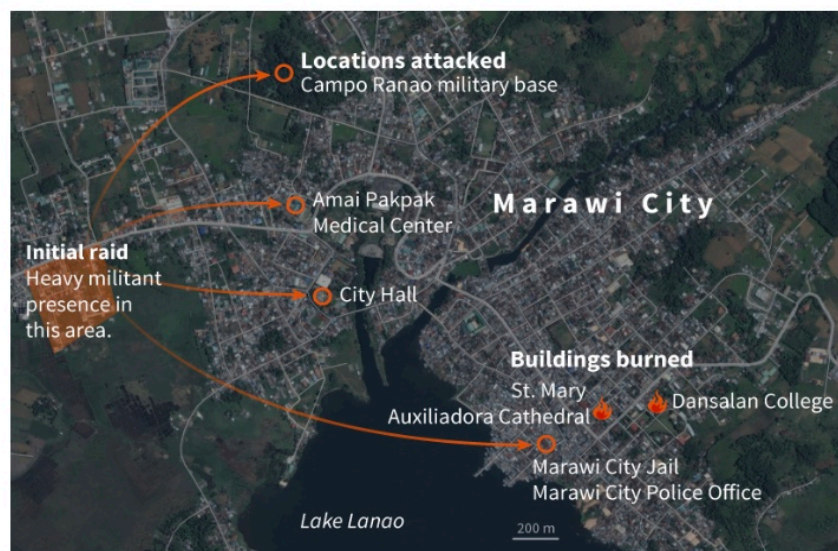 Locations attacked
Campo Ranao military base
Amai Pakpak
Medical Center
Marawi City
Initial raid
Heavy militant
presence in
this area.
City Hall
Buildings burned
St. Mary
Auxiliadora Cathedral
Dansalan College
Marawi City Jail
Marawi City Police Office
Lake Lanao
200 m